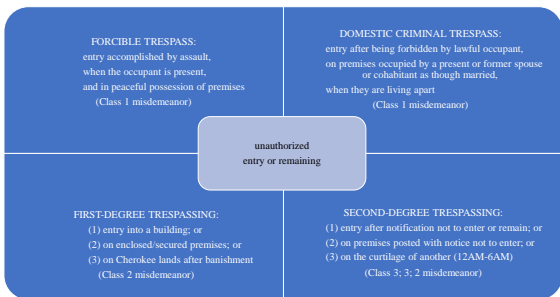 FORCIBLE TRESPASS:
entry accomplished by assault,
when the occupant is present,
and in peaceful possession of premises
(Class 1 misdemeanor)
DOMESTIC CRIMINAL TRESPASS:
entry after being forbidden by lawful occupant,
on premises occupied by a present or former spouse
or cohabitant as though married,
when they are living apart
(Class 1 misdemeanor)
unauthorized
entry or remaining
FIRST-DEGREE TRESPASSING:
(1) entry into a building; or
(2) on enclosed/secured premises; or
(3) on Cherokee lands after banishment
(Class 2 misdemeanor)
SECOND-DEGREE TRESPASSING:
(1) entry after notification not to enter or remain; or
(2) on premises posted with notice not to enter; or
(3) on the curtilage of another (12AM-6AM)
(Class 3; 3; 2 misdemeanor)